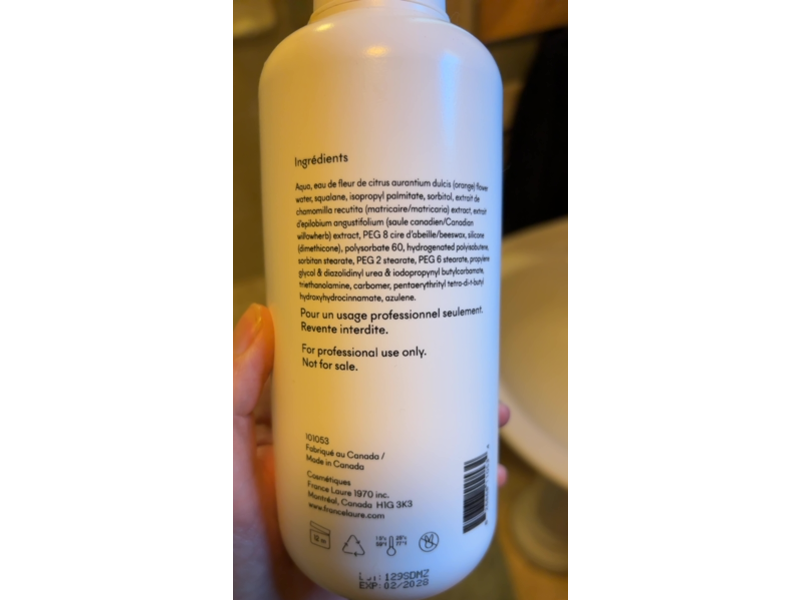 Ingrédients
Aqua, eau de fleur de citrus aurantium dulcis (orange) flower
water, squalane, isopropyl palmitate, sorbitol, extrait de
chamomilla recutita (matricaire/matricaria) extract, extrait
d'epilobium angustifolium (saule canadien/Canadian
willowherb) extract, PEG 8 cire d'abeille/beeswax, silicone
(dimethicone), polysorbate 60, hydrogenated polyisobutene,
sorbitan stearate, PEG 2 stearate, PEG 6 stearate, propylene
glycol & diazolidinyl urea & iodopropynyl butylcarbamate,
triethanolamine, carbomer, pentaerythrityl tetra-di-t-butyl
hydroxyhydrocinnamate, azulene.
Pour un usage professionnel seulement.
Revente interdite.
For professional use only.
Not for sale.
101053
Fabriqué au Canada /
Made in Canada
Cosmétiques
France Laure 1970 inc.
Montréal, Canada H1G 3K3
www.francelaure.com
LOT: 129SDMZ
EXP: 02/2028